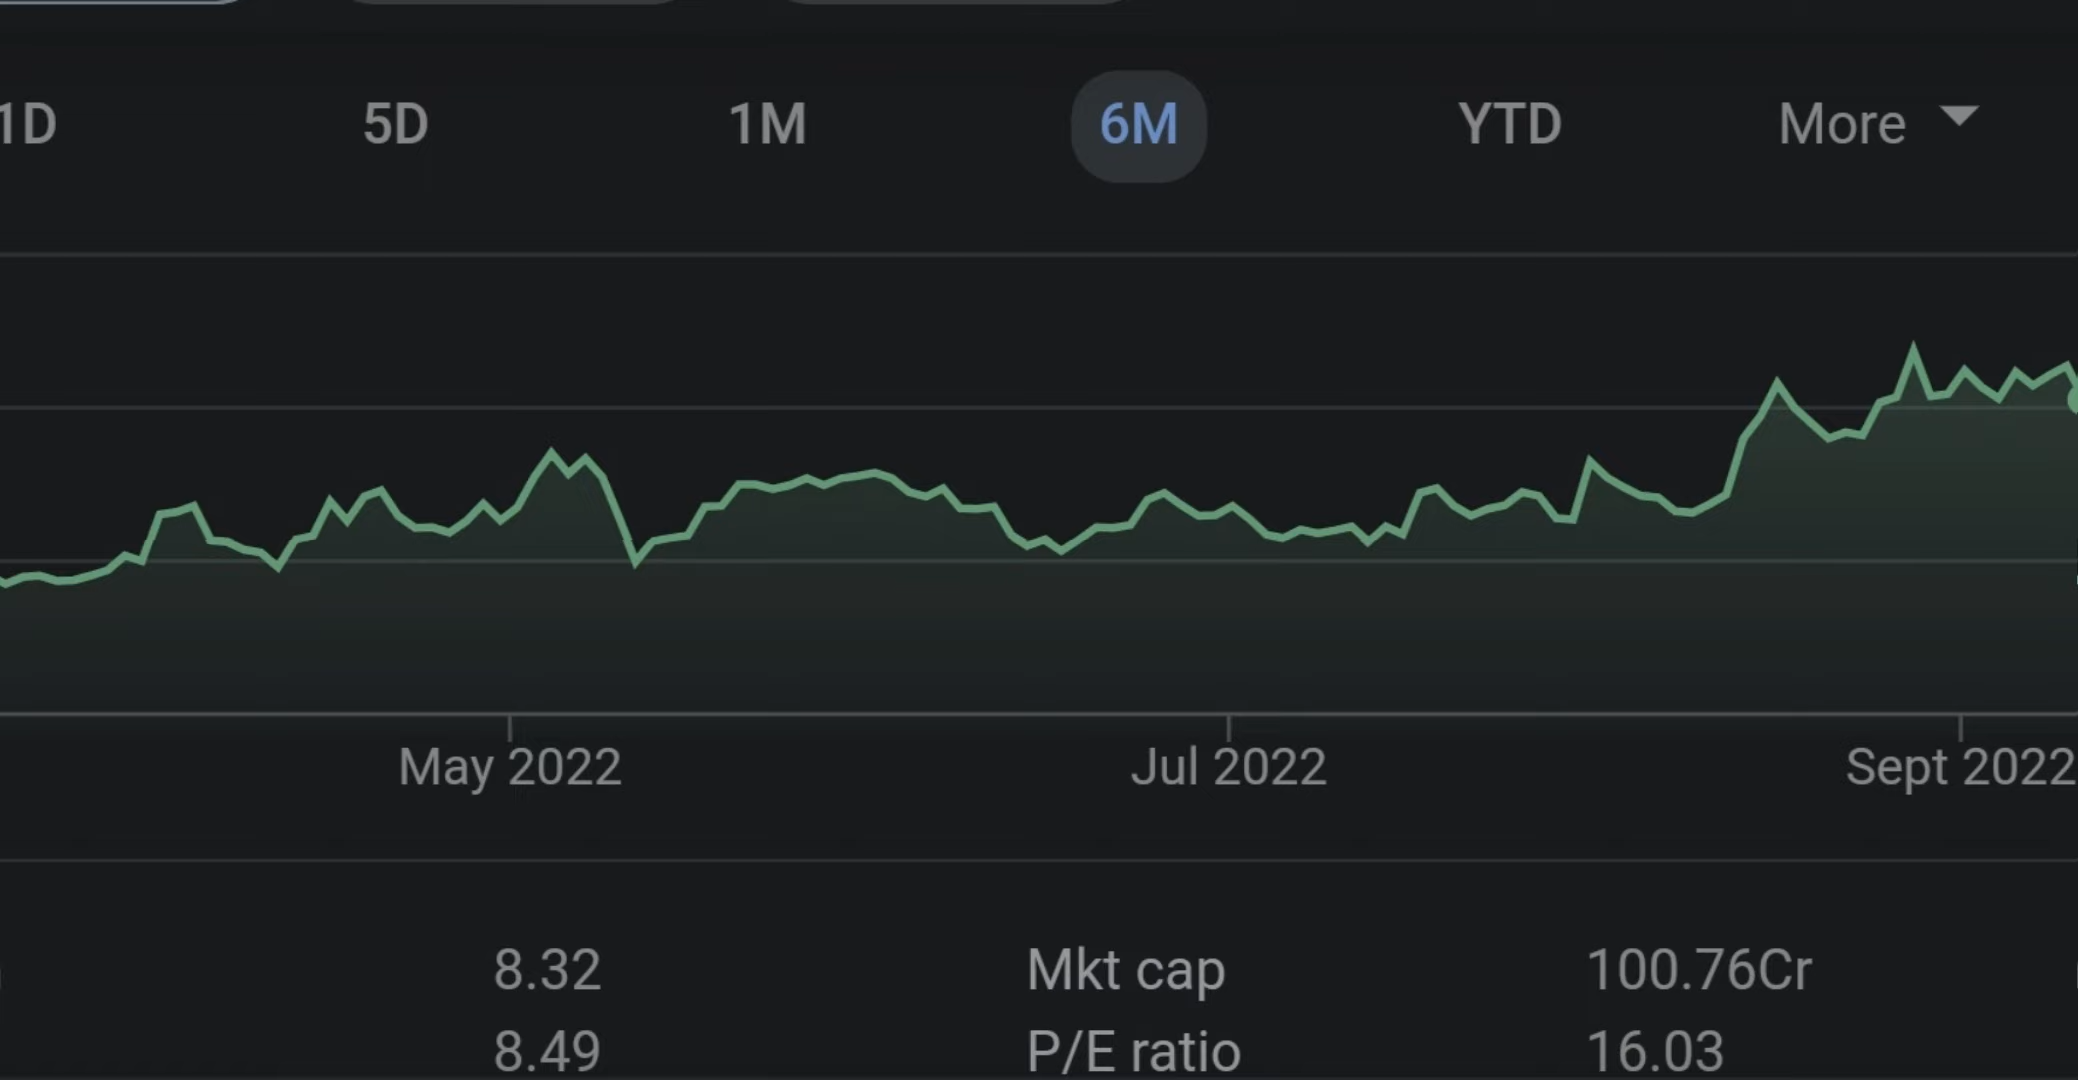 1D 5D 1M 6M YTD More
May 2022 Jul 2022 Sept 2022
8.32 Mkt cap 100.76Cr
8.49 P/E ratio 16.03